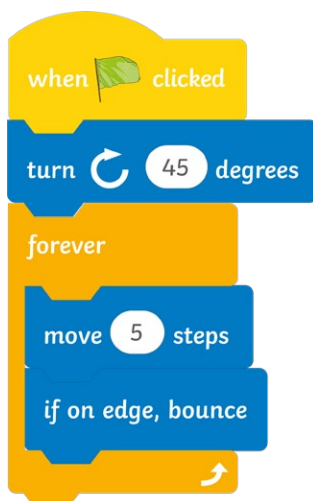 when clicked
turn 45 degrees
forever
move 5 steps
if on edge, bounce